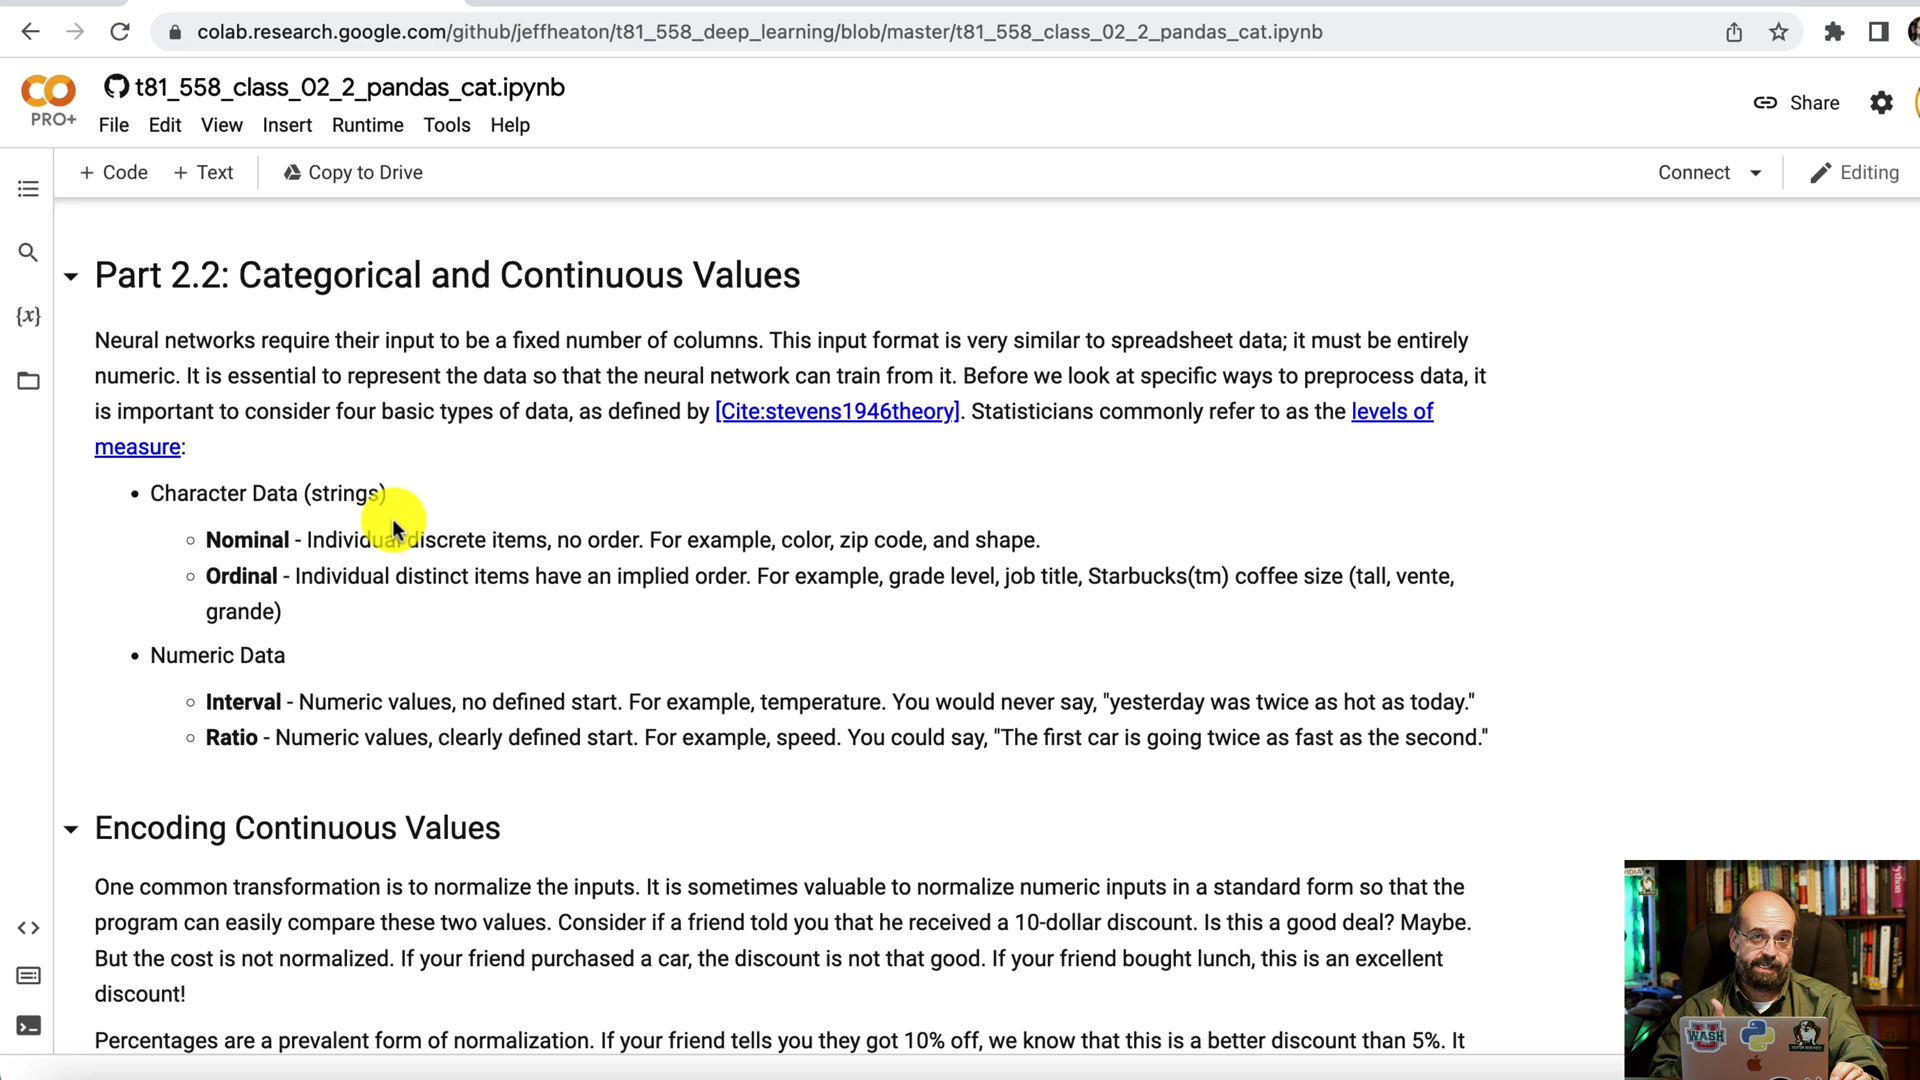 colab.research.google.com/github/jeffheaton/t81_558_deep_learning/blob/master/t81_558_class_02_2_pandas_cat.ipynb
t81_558_class_02_2_pandas_cat.ipynb
PRO+
File Edit View Insert Runtime Tools Help
Share
+ Code + Text Copy to Drive
Connect Editing
{x}
Part 2.2: Categorical and Continuous Values
Neural networks require their input to be a fixed number of columns. This input format is very similar to spreadsheet data; it must be entirely
numeric. It is essential to represent the data so that the neural network can train from it. Before we look at specific ways to preprocess data, it
is important to consider four basic types of data, as defined by [Cite:stevens1946theory]. Statisticians commonly refer to as the levels of
measure:
• Character Data (strings)
○ Nominal - Individual discrete items, no order. For example, color, zip code, and shape.
○ Ordinal - Individual distinct items have an implied order. For example, grade level, job title, Starbucks(tm) coffee size (tall, vente,
grande)
• Numeric Data
○ Interval - Numeric values, no defined start. For example, temperature. You would never say, "yesterday was twice as hot as today."
○ Ratio - Numeric values, clearly defined start. For example, speed. You could say, "The first car is going twice as fast as the second."
Encoding Continuous Values
One common transformation is to normalize the inputs. It is sometimes valuable to normalize numeric inputs in a standard form so that the
program can easily compare these two values. Consider if a friend told you that he received a 10-dollar discount. Is this a good deal? Maybe.
But the cost is not normalized. If your friend purchased a car, the discount is not that good. If your friend bought lunch, this is an excellent
discount!
Percentages are a prevalent form of normalization. If your friend tells you they got 10% off, we know that this is a better discount than 5%. It
WASH